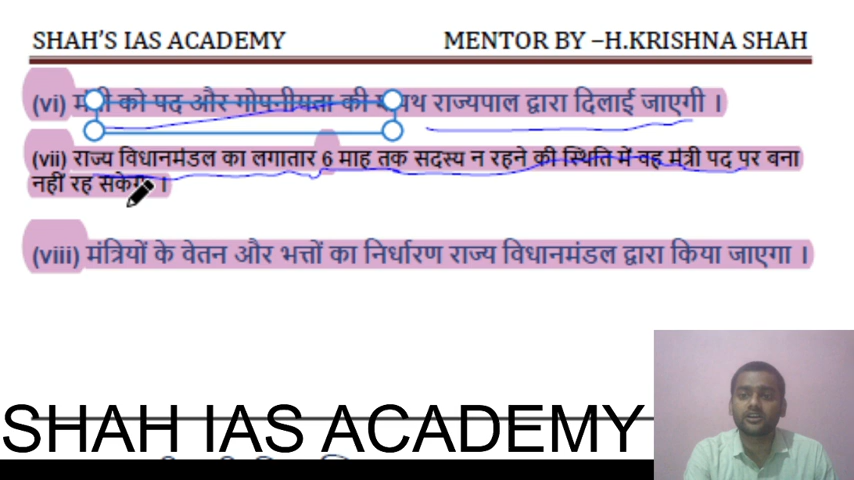 SHAH'S IAS ACADEMY MENTOR BY –H.KRISHNA SHAH
(vi) मंत्री को पद और गोपनीयता की शपथ राज्यपाल द्वारा दिलाई जाएगी ।
(vii) राज्य विधानमंडल का लगातार 6 माह तक सदस्य न रहने की स्थिति में वह मंत्री पद पर बना
नहीं रह सकेगा ।
(viii) मंत्रियों के वेतन और भत्तों का निर्धारण राज्य विधानमंडल द्वारा किया जाएगा ।
SHAH IAS ACADEMY